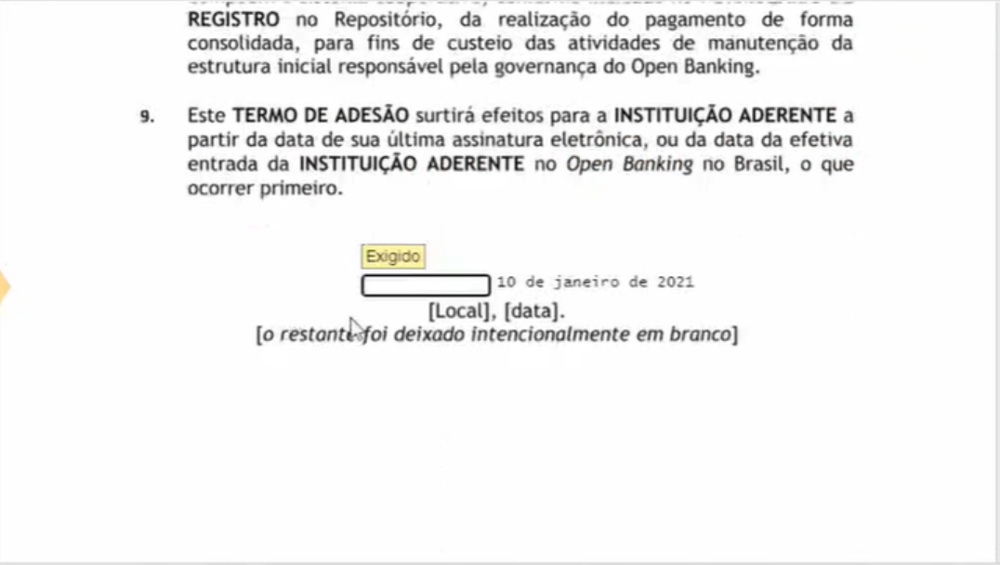 REGISTRO no Repositório, da realização do pagamento de forma
consolidada, para fins de custeio das atividades de manutenção da
estrutura inicial responsável pela governança do Open Banking.
9. Este TERMO DE ADESÃO surtirá efeitos para a INSTITUIÇÃO ADERENTE a
partir da data de sua última assinatura eletrônica, ou da data da efetiva
entrada da INSTITUIÇÃO ADERENTE no Open Banking no Brasil, o que
ocorrer primeiro.
Exigido
10 de janeiro de 2021
[Local], [data].
[o restante foi deixado intencionalmente em branco]